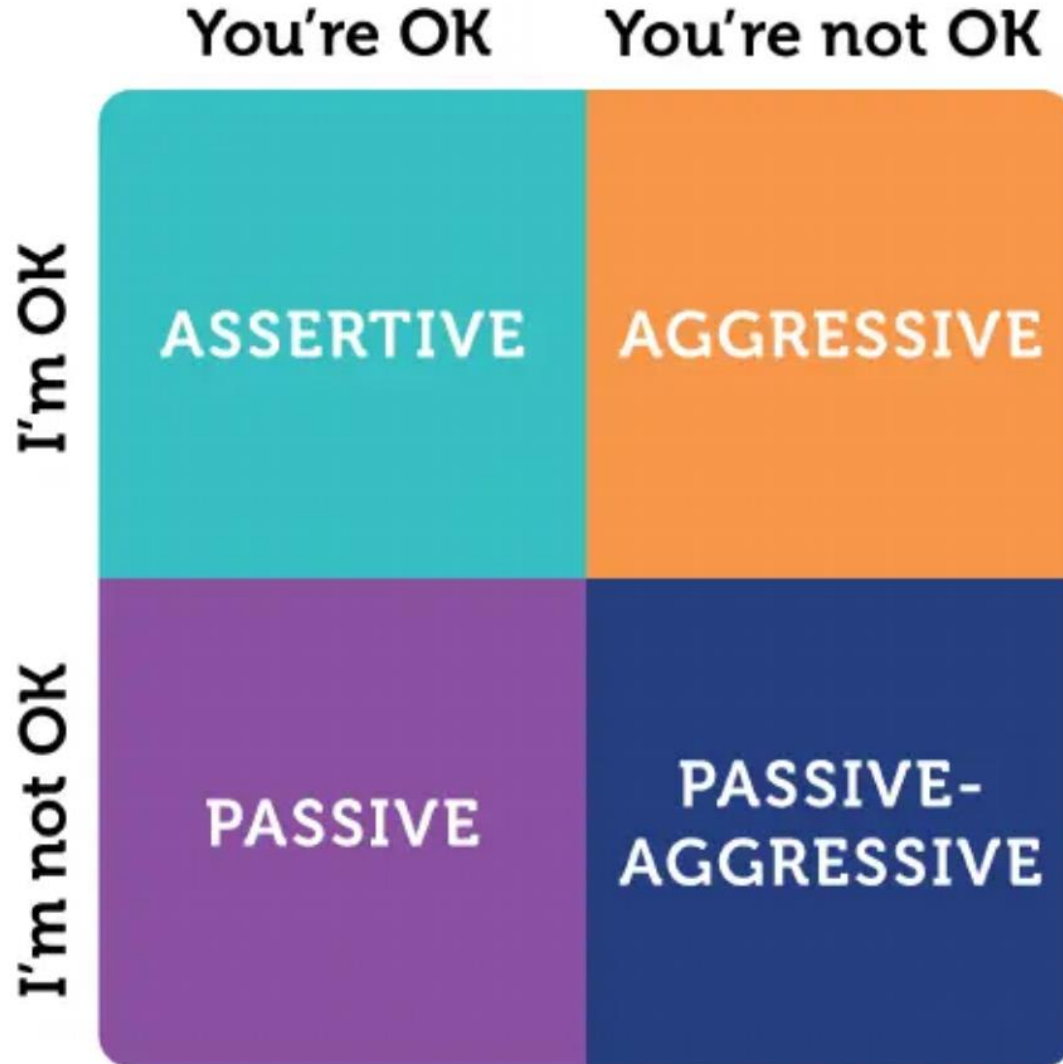 You're OK
You're not OK
I'm OK
ASSERTIVE
AGGRESSIVE
I'm not OK
PASSIVE
PASSIVE-
AGGRESSIVE